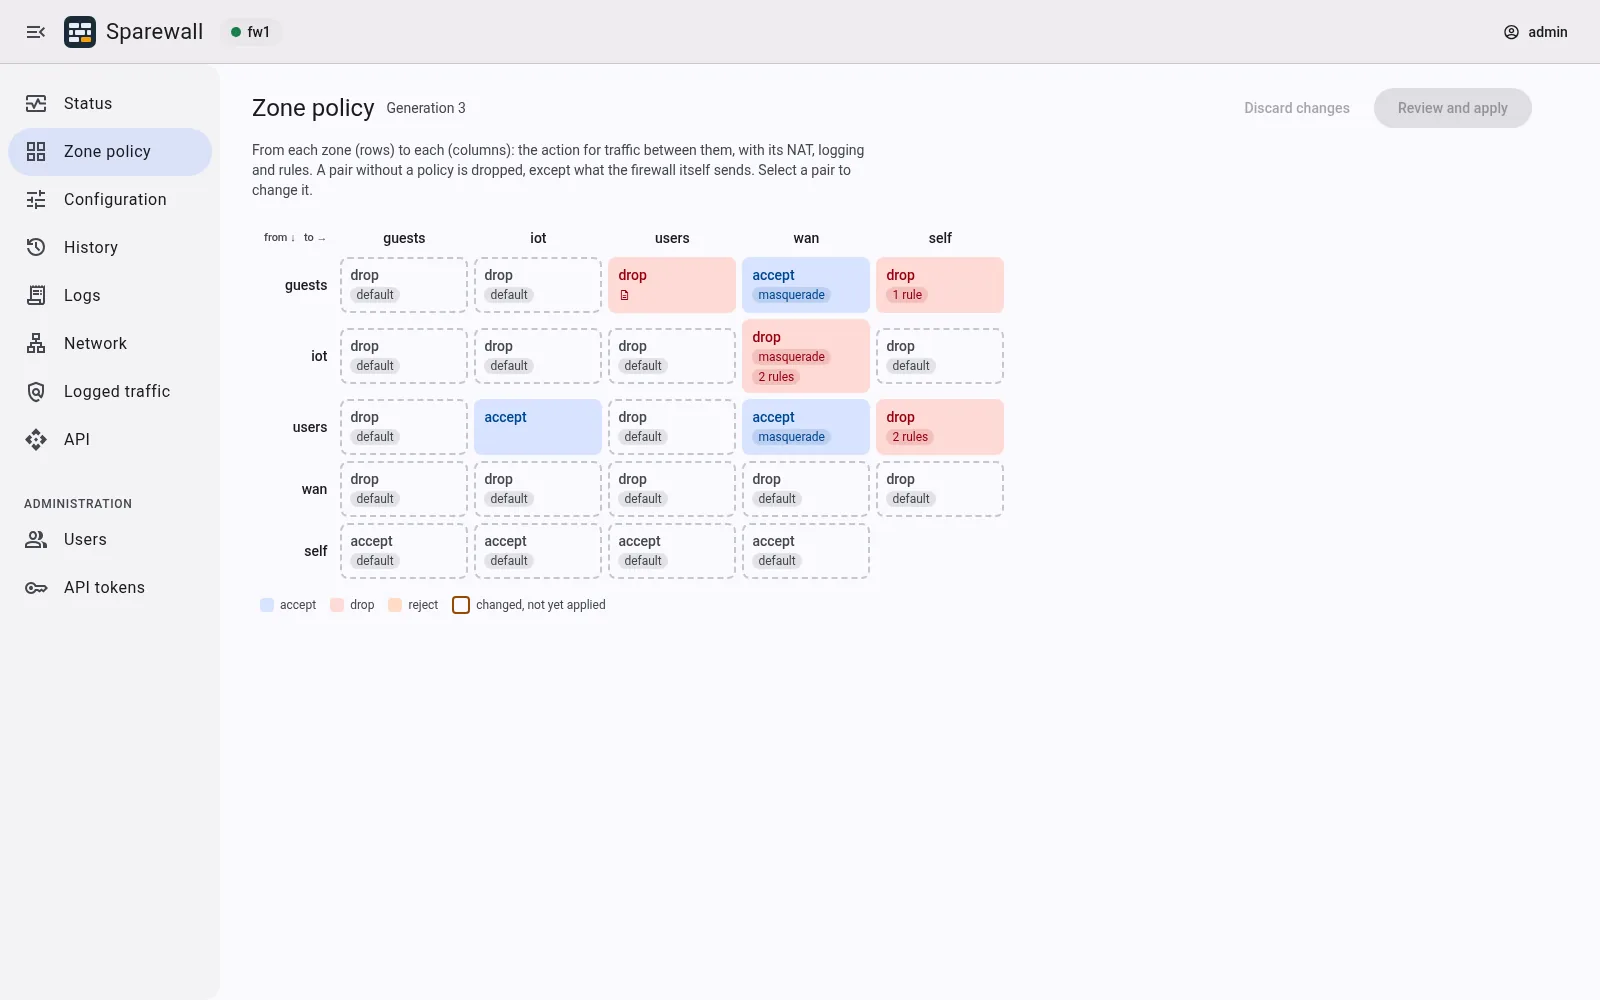 Sparewall
fw1
admin
Status
Zone policy
Configuration
History
Logs
Network
Logged traffic
API
ADMINISTRATION
Users
API tokens
Zone policy Generation 3
Discard changes
Review and apply
From each zone (rows) to each (columns): the action for traffic between them, with its NAT, logging
and rules. A pair without a policy is dropped, except what the firewall itself sends. Select a pair to
change it.
from ↓ to → guests iot users wan self
guests
drop default
drop default
drop
accept masquerade
drop 1 rule
iot
drop default
drop default
drop default
drop masquerade 2 rules
drop default
users
drop default
accept
drop default
accept masquerade
drop 2 rules
wan
drop default
drop default
drop default
drop default
drop default
self
accept default
accept default
accept default
accept default
accept drop reject changed, not yet applied